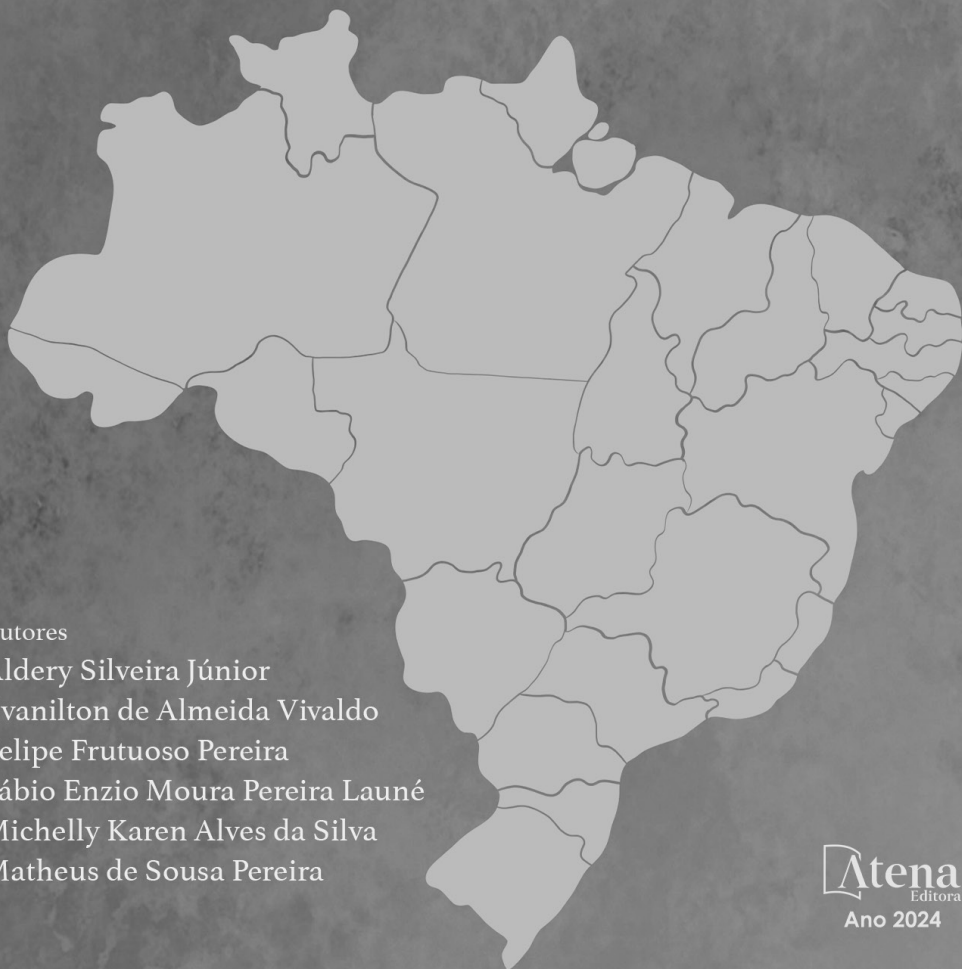 utores
ldery Silveira Júnior
vanilton de Almeida Vivaldo
elipe Frutuoso Pereira
ábio Enzio Moura Pereira Launé
Michelly Karen Alves da Silva
Matheus de Sousa Pereira
Atena
Editora
Ano 2024